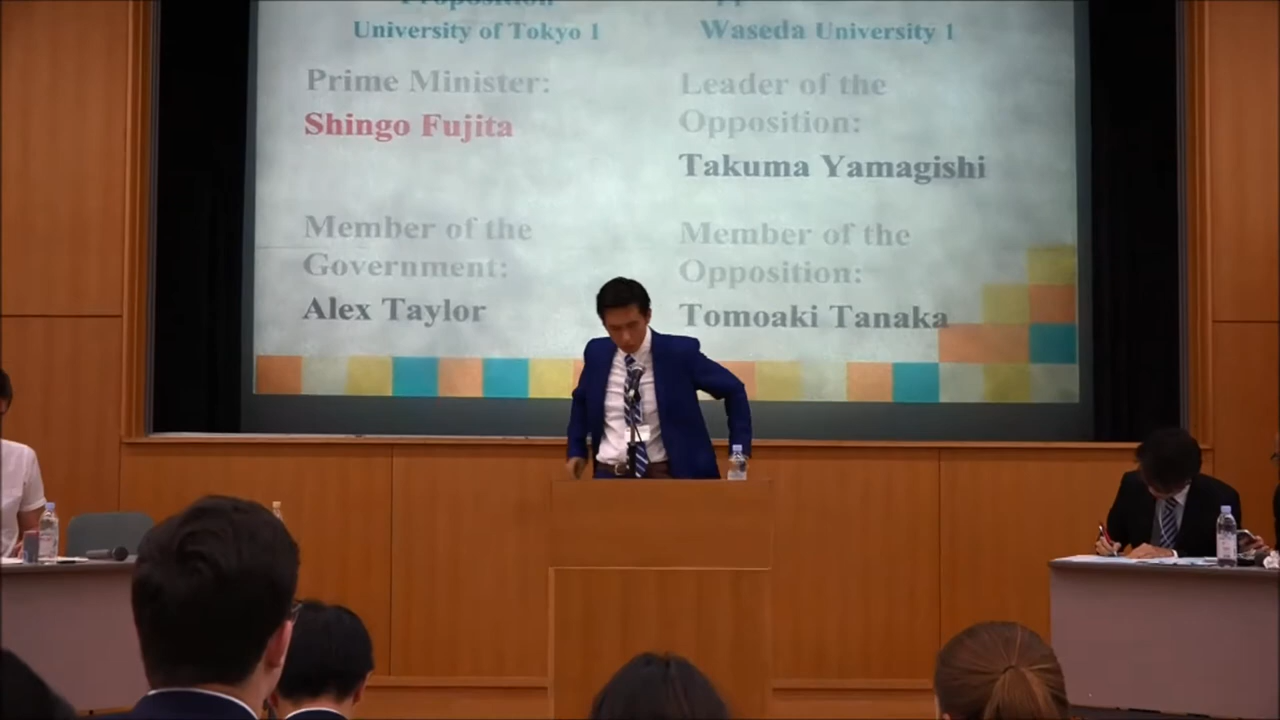 Proposition
University of Tokyo 1
Prime Minister:
Shingo Fujita
Member of the
Government:
Alex Taylor
Waseda University 1
Leader of the
Opposition:
Takuma Yamagishi
Member of the
Opposition:
Tomoaki Tanaka